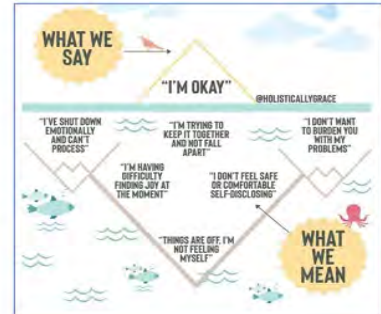 WHAT WE
SAY
"I'M OKAY"
@HOLISTICALLYGRACE
"I'VE SHUT DOWN
EMOTIONALLY
AND CAN'T
PROCESS"
"I'M TRYING TO
KEEP IT TOGETHER
AND NOT FALL
APART"
"I DON'T WANT
TO BURDEN YOU
WITH MY
PROBLEMS"
"I'M HAVING
DIFFICULTY
FINDING JOY AT
THE MOMENT"
"I DON'T FEEL SAFE
OR COMFORTABLE
SELF-DISCLOSING"
"THINGS ARE OFF, I'M
NOT FEELING
MYSELF"
WHAT
WE
MEAN